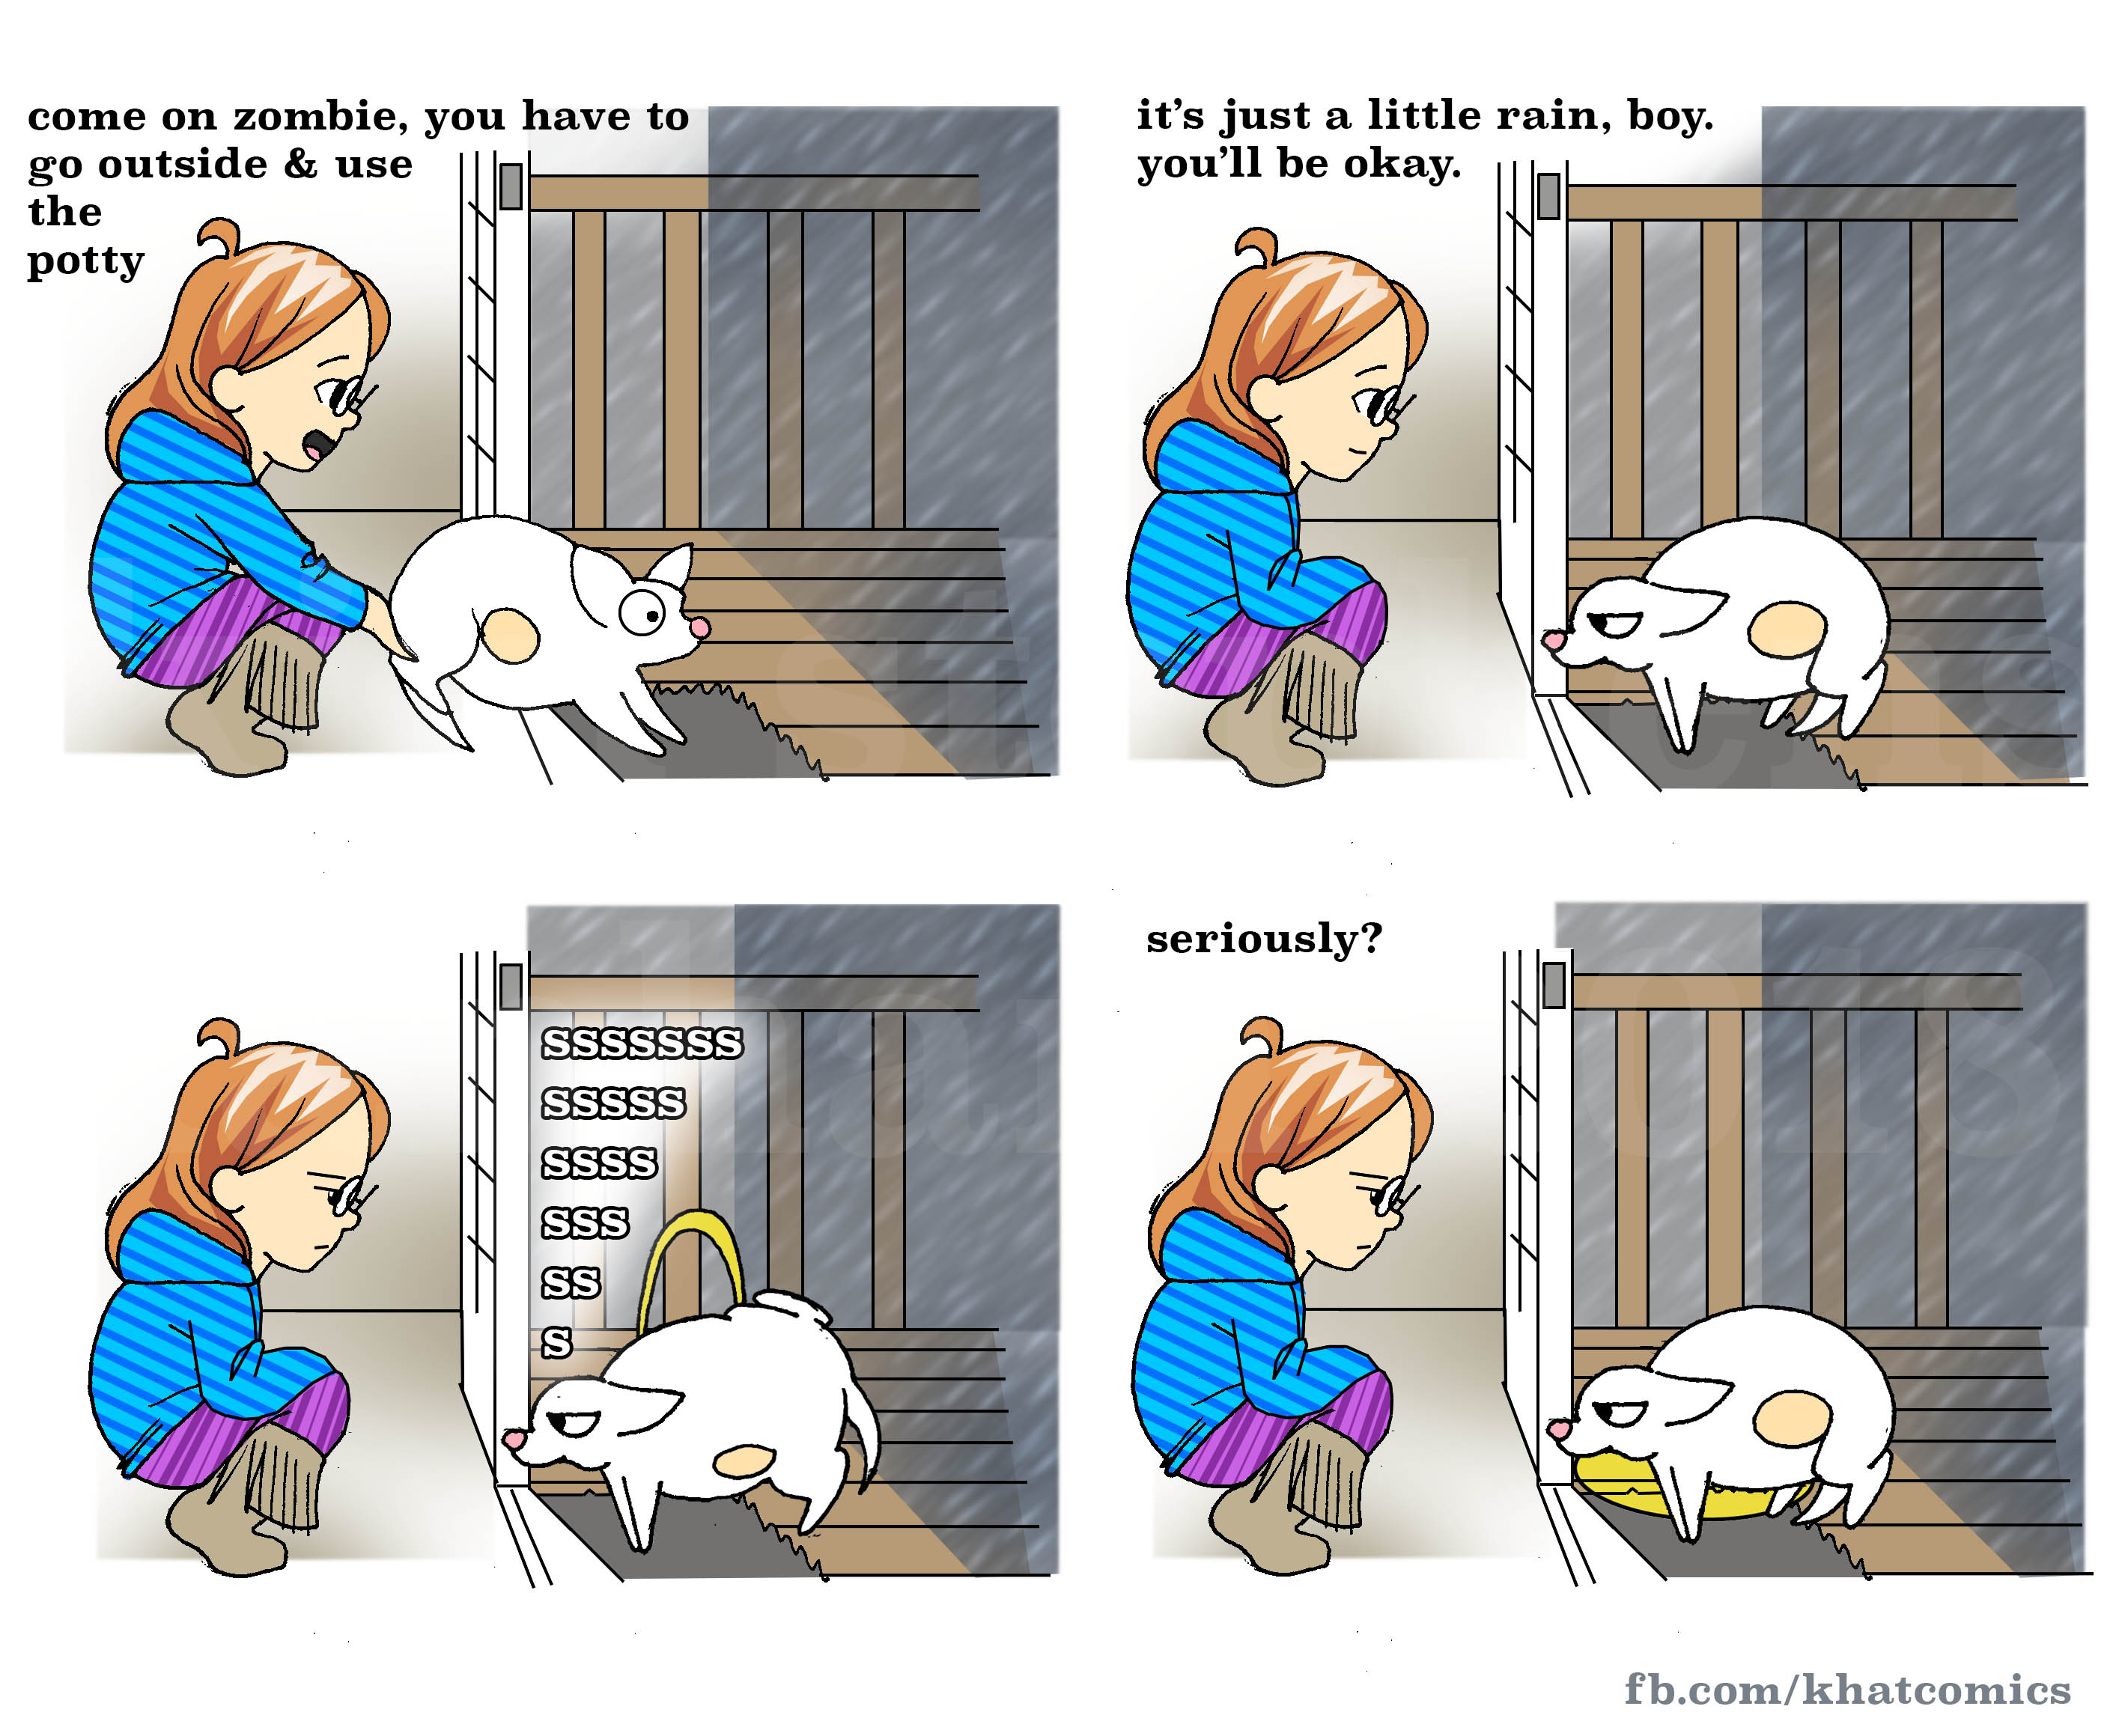 come on zombie, you have to
go outside & use
the
potty
it's just a little rain, boy.
you'll be okay.
sssssss
sssss
ssss
sss
ss
s
seriously?
fb.com/khatcomics